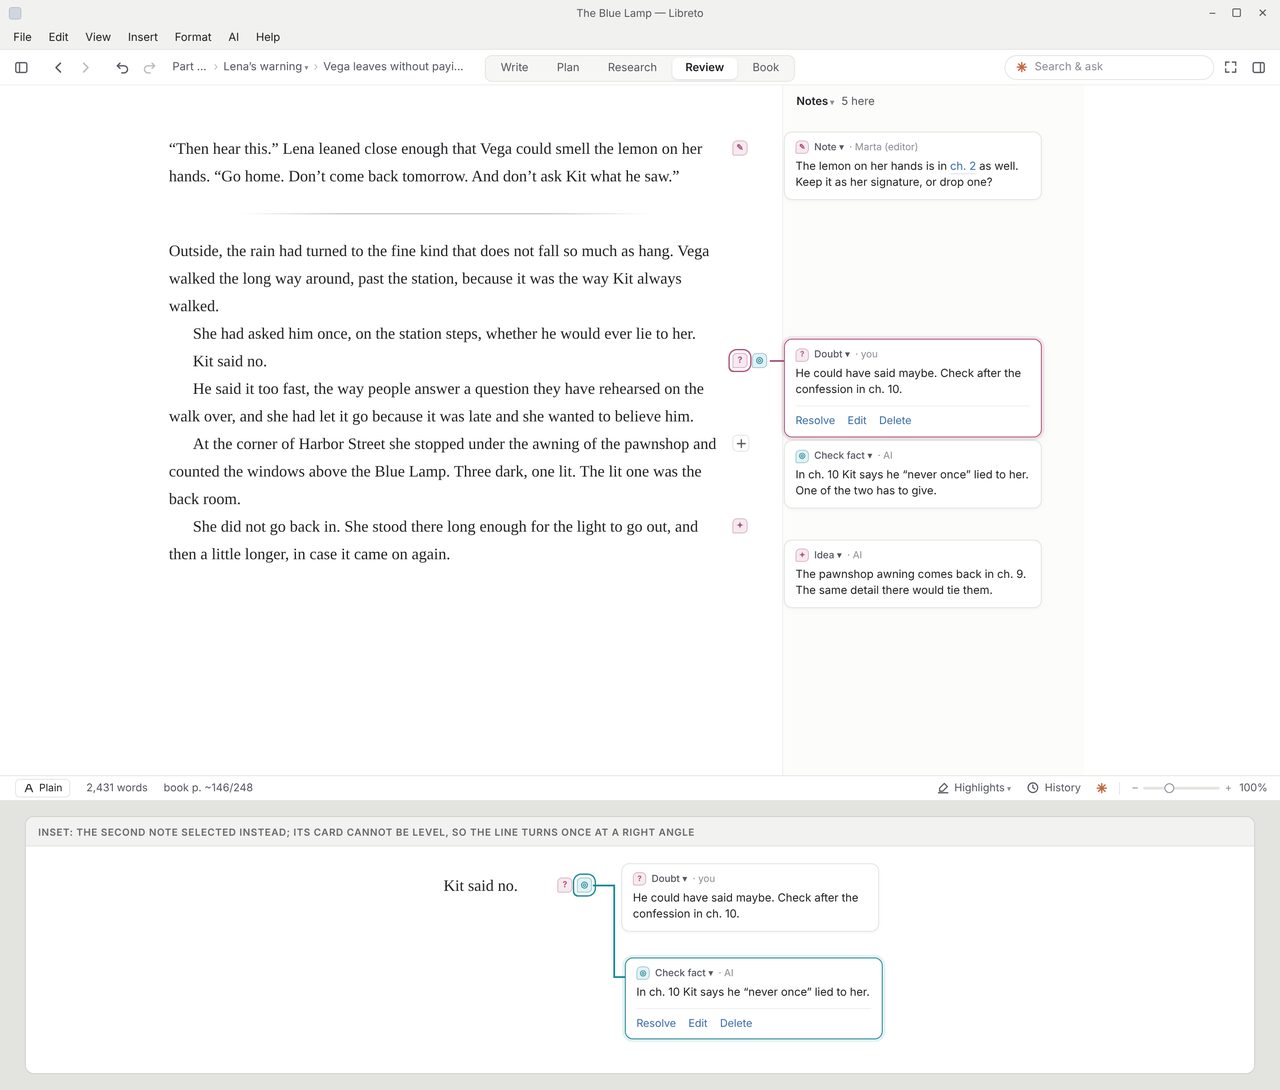 The Blue Lamp — Libreto
File Edit View Insert Format AI Help
Part ... › Lena’s warning › Vega leaves without payi...
Write Plan Research Review Book
Search & ask
Notes 5 here
“Then hear this.” Lena leaned close enough that Vega could smell the lemon on her
hands. “Go home. Don’t come back tomorrow. And don’t ask Kit what he saw.”
Note · Marta (editor)
The lemon on her hands is in ch. 2 as well.
Keep it as her signature, or drop one?
Outside, the rain had turned to the fine kind that does not fall so much as hang. Vega
walked the long way around, past the station, because it was the way Kit always
walked.
She had asked him once, on the station steps, whether he would ever lie to her.
Kit said no.
He said it too fast, the way people answer a question they have rehearsed on the
walk over, and she had let it go because it was late and she wanted to believe him.
At the corner of Harbor Street she stopped under the awning of the pawnshop and
counted the windows above the Blue Lamp. Three dark, one lit. The lit one was the
back room.
She did not go back in. She stood there long enough for the light to go out, and
then a little longer, in case it came on again.
? Doubt · you
He could have said maybe. Check after the
confession in ch. 10.
Resolve Edit Delete
Check fact · AI
In ch. 10 Kit says he “never once” lied to her.
One of the two has to give.
Idea · AI
The pawnshop awning comes back in ch. 9.
The same detail there would tie them.
A Plain 2,431 words book p. ~146/248
Highlights History − + 100%
INSET: THE SECOND NOTE SELECTED INSTEAD; ITS CARD CANNOT BE LEVEL, SO THE LINE TURNS ONCE AT A RIGHT ANGLE
Kit said no.
?
? Doubt · you
He could have said maybe. Check after the
confession in ch. 10.
Check fact · AI
In ch. 10 Kit says he “never once” lied to her.
Resolve Edit Delete